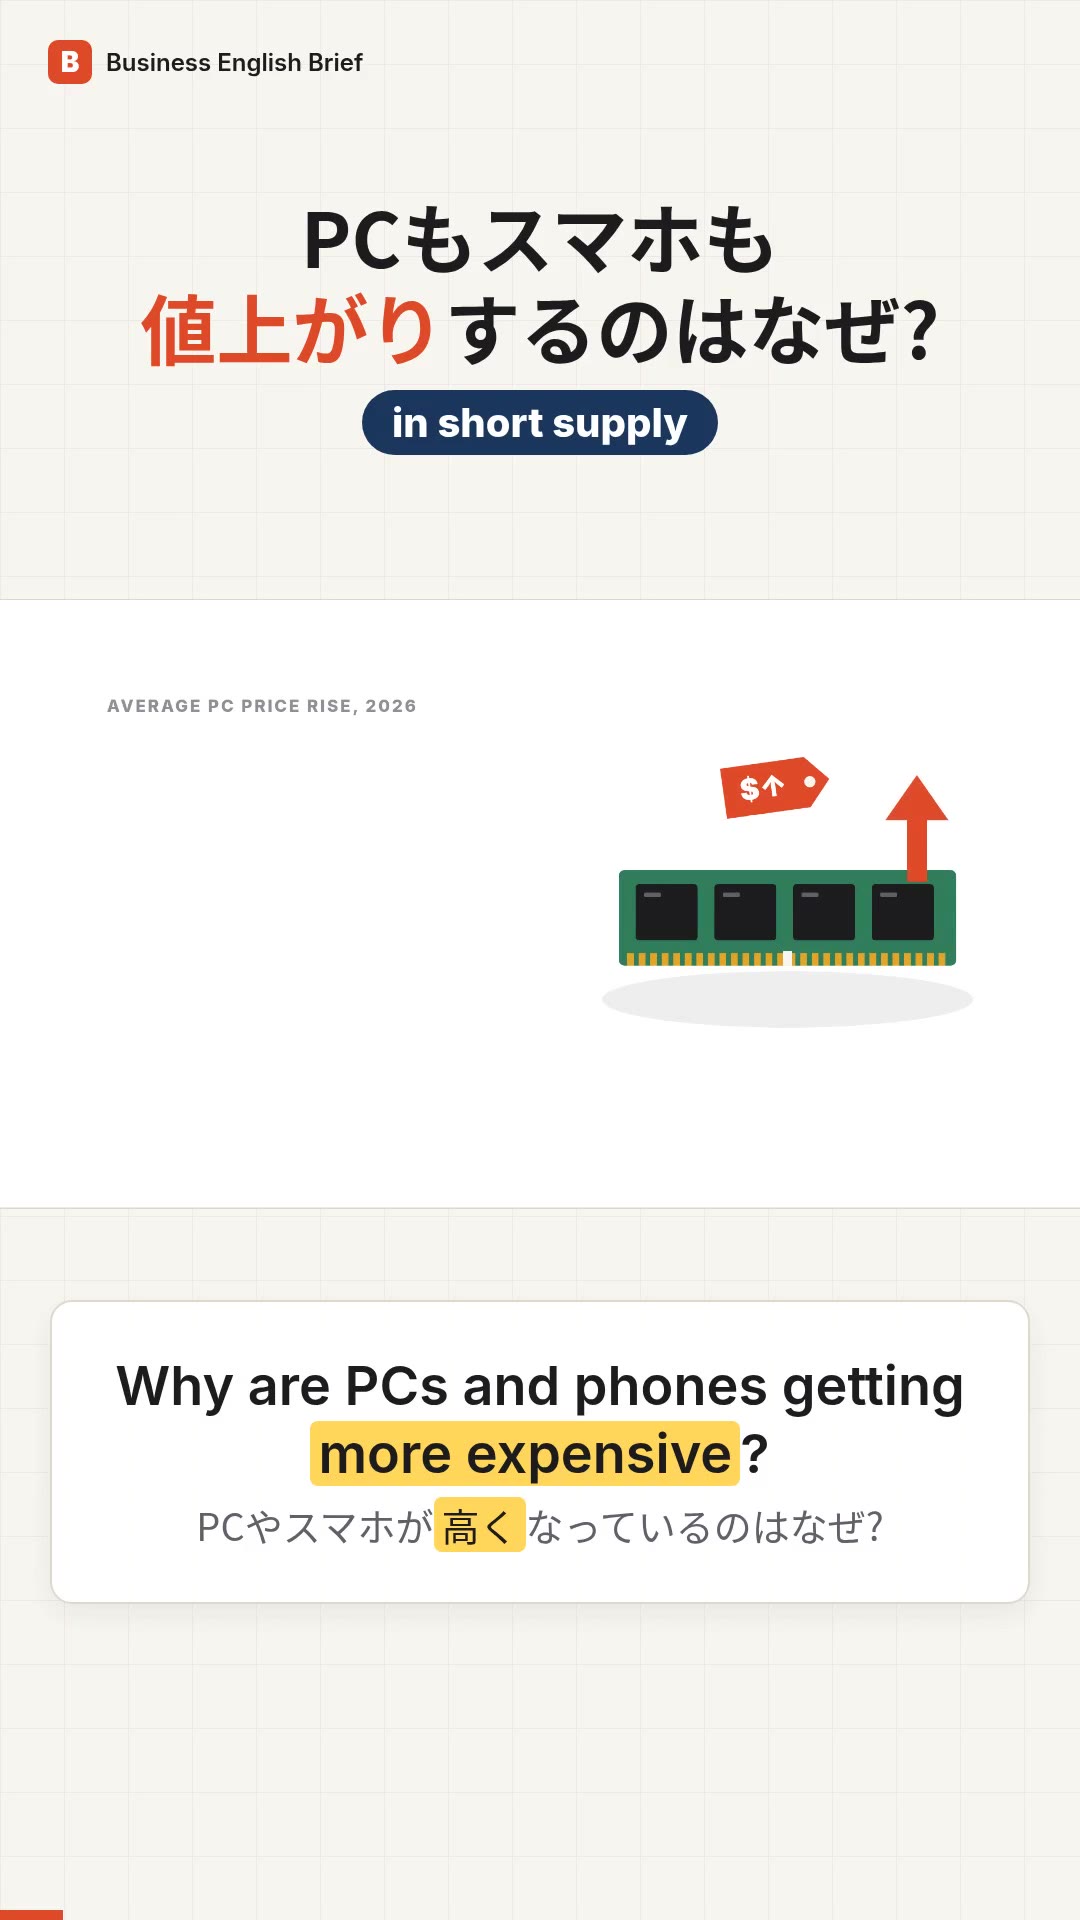 B Business English Brief
PCもスマホも
値上がりするのはなぜ?
in short supply
AVERAGE PC PRICE RISE, 2026
$↑
Why are PCs and phones getting
more expensive?
PCやスマホが高くなっているのはなぜ?